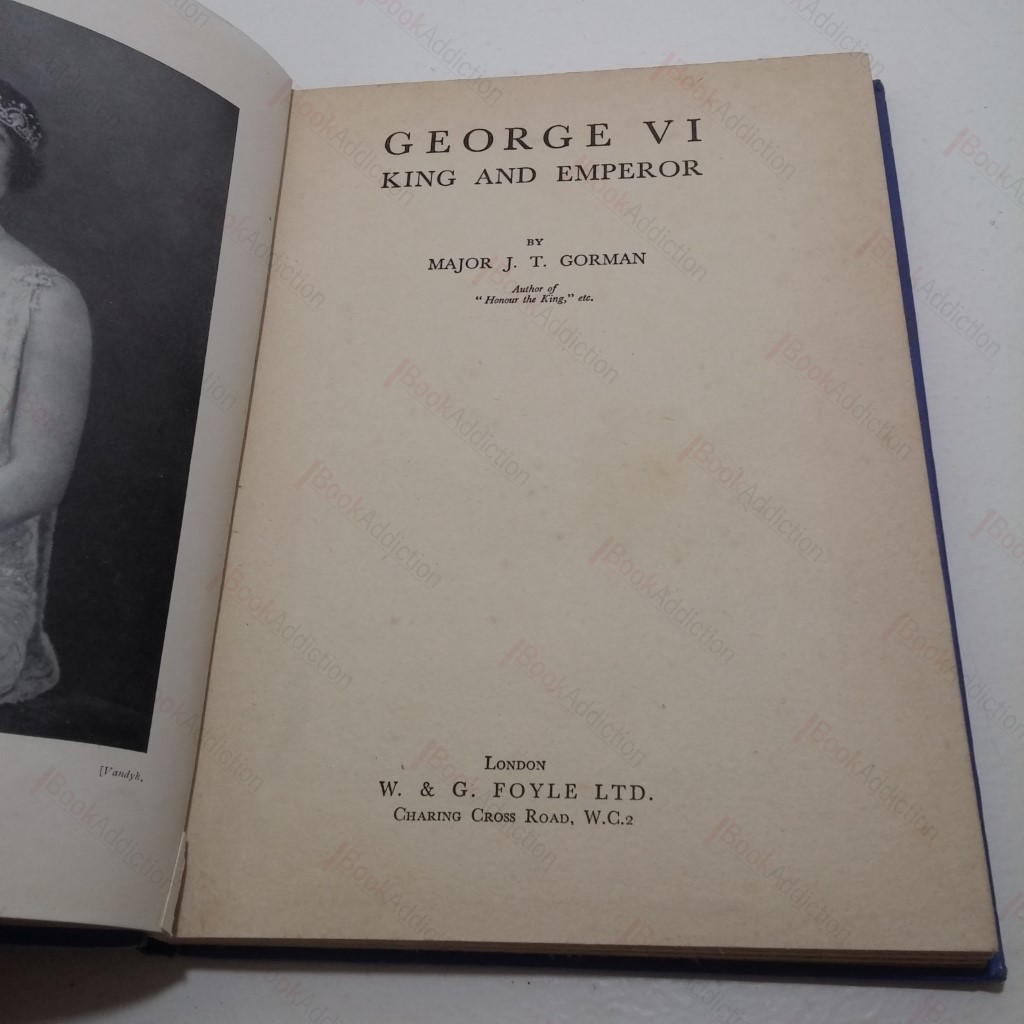 GEORGE VI
KING AND EMPEROR
BY
MAJOR J. T. GORMAN
Author of
"Honour the King," etc.
London
W. & G. FOYLE LTD.
Charing Cross Road, W.C.2
[Vandyk.
BookAddiction